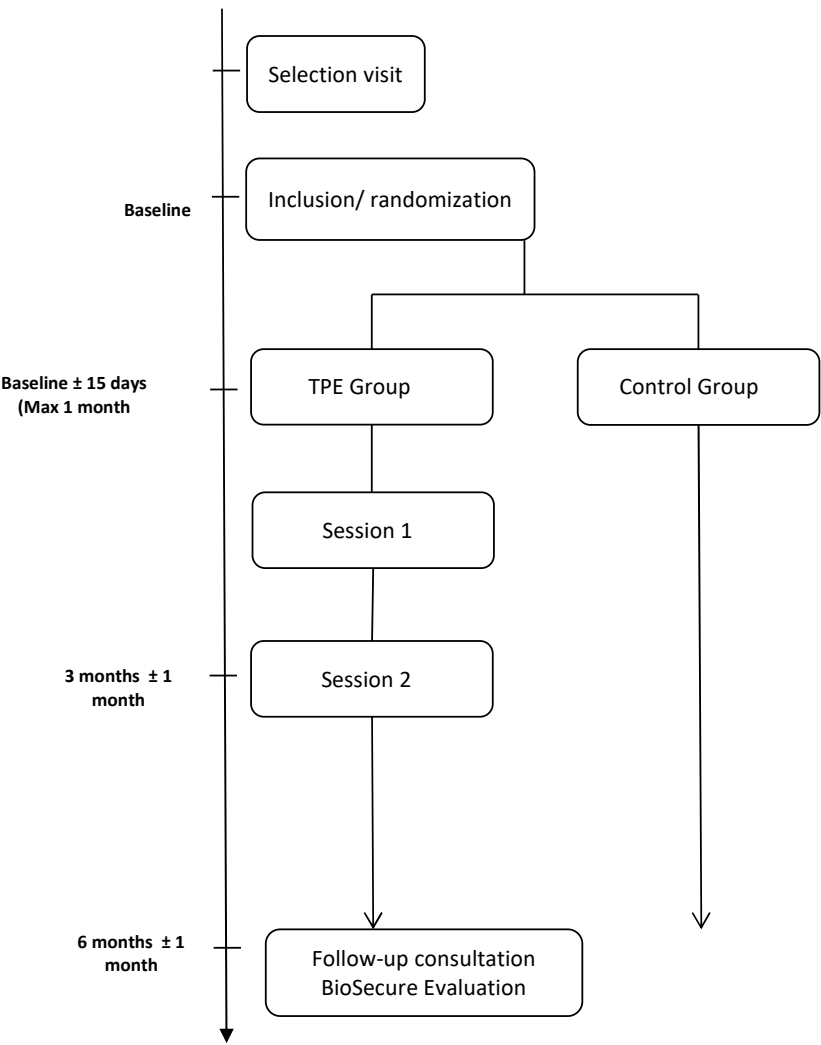 Selection visit
Baseline
Inclusion/ randomization
Baseline ± 15 days
(Max 1 month
TPE Group
Control Group
Session 1
3 months ± 1
month
Session 2
6 months ± 1
month
Follow-up consultation
BioSecure Evaluation